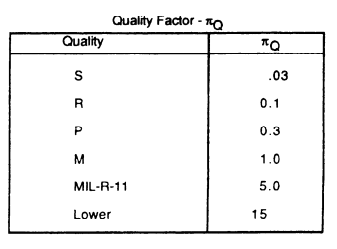 Quality Factor - πQ
Quality πQ
S .03
R 0.1
P 0.3
M 1.0
MIL-R-11 5.0
Lower 15